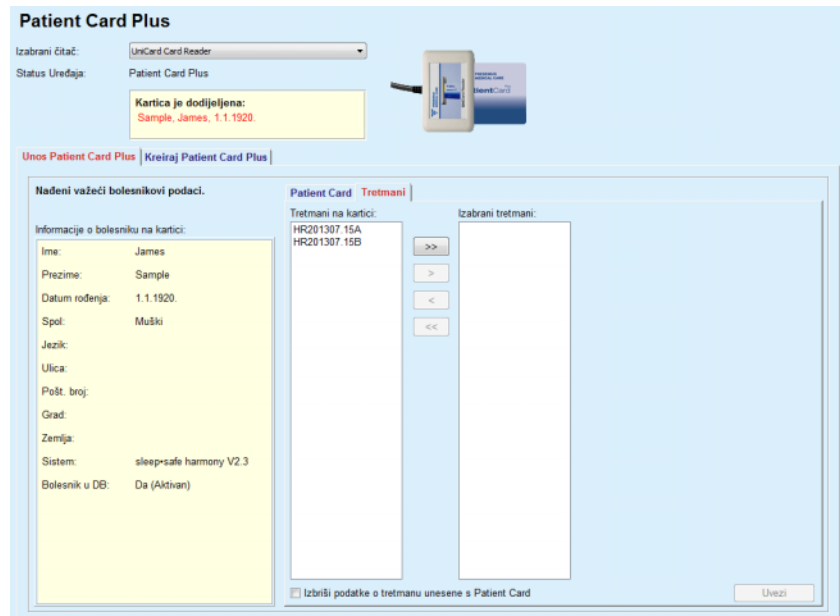 Patient Card Plus
Izabrani čitač: UniCard Card Reader
Status Uređaja: Patient Card Plus
Kartica je dodijeljena:
Sample, James, 1.1.1920.
FRESENIUS
MEDICAL CARE
tientCard
Unos Patient Card Plus Kreiraj Patient Card Plus
Nađeni važeći bolesnikovi podaci.
Informacije o bolesniku na kartici:
Ime: James
Prezime: Sample
Datum rođenja: 1.1.1920.
Spol: Muški
Jezik:
Ulica:
Pošt. broj:
Grad:
Zemlja:
Sistem: sleep•safe harmony V2.3
Bolesnik u DB: Da (Aktivan)
Patient Card Tretmani
Tretmani na kartici: Izabrani tretmani:
HR201307.15A
HR201307.15B
>>
>
<
<<
Izbriši podatke o tretmanu unesene s Patient Card
Uvezi